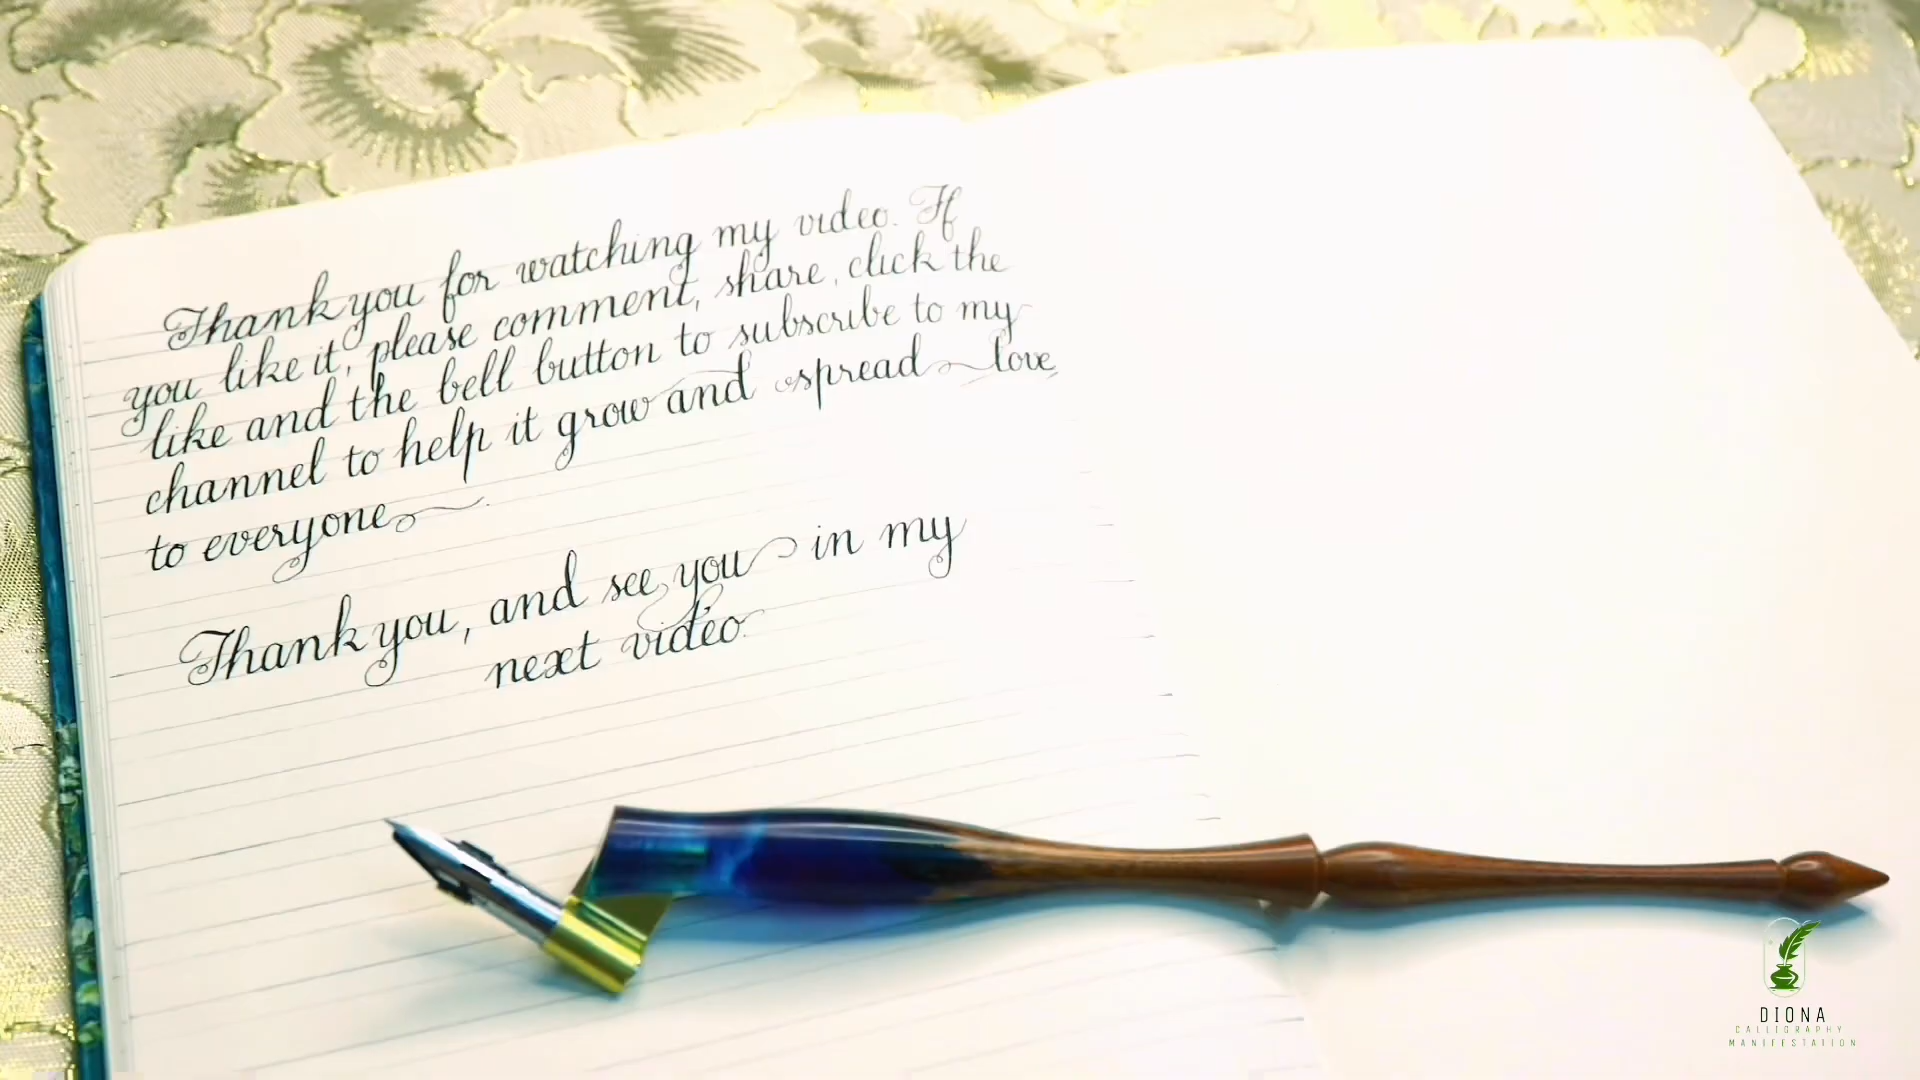 Thank you for watching my video. If
you like it, please comment, share, click the
like and the bell button to subscribe to my
channel to help it grow and spread love
to everyone
Thank you, and see you in my
next video.
DIONA
CALLIGRAPHY
MANIFESTATION